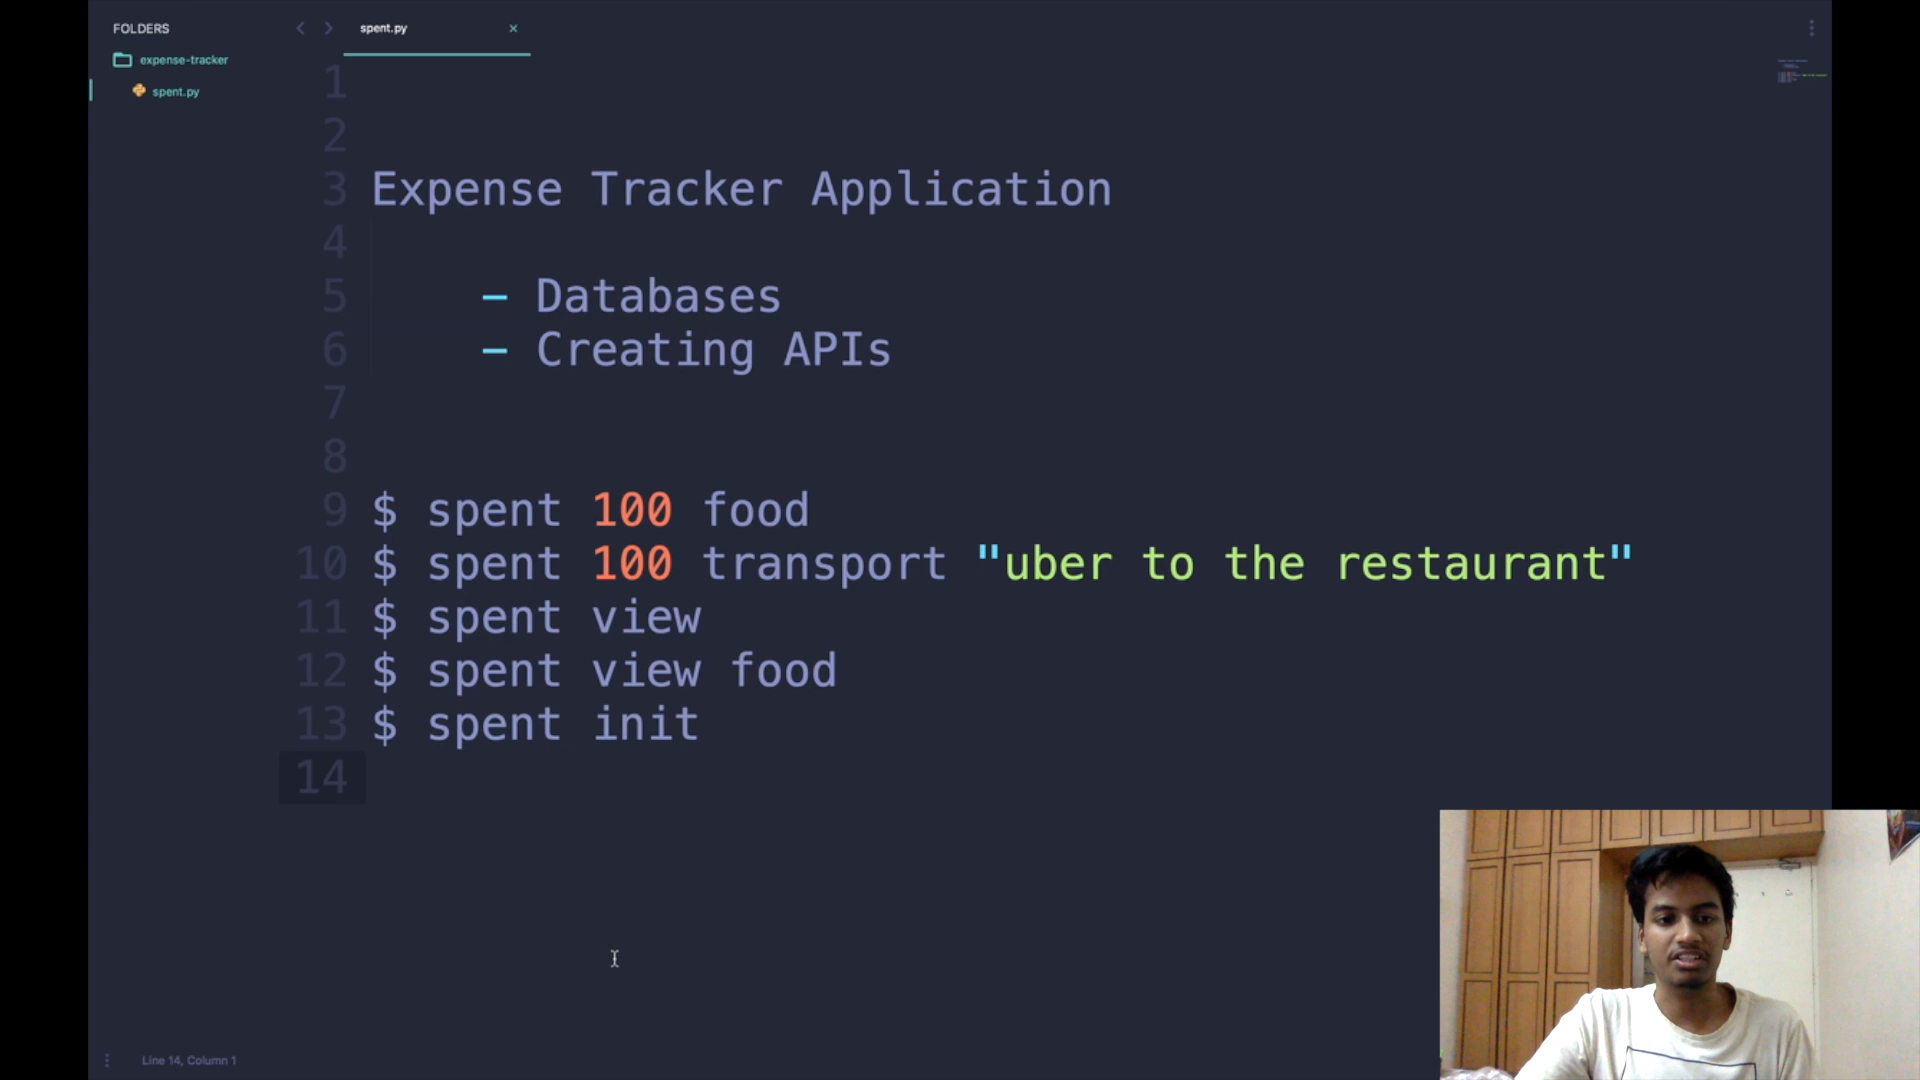 FOLDERS
expense-tracker
spent.py
spent.py ×
1
2
3 Expense Tracker Application
4
5 - Databases
6 - Creating APIs
7
8
9 $ spent 100 food
10 $ spent 100 transport "uber to the restaurant"
11 $ spent view
12 $ spent view food
13 $ spent init
14
Line 14, Column 1